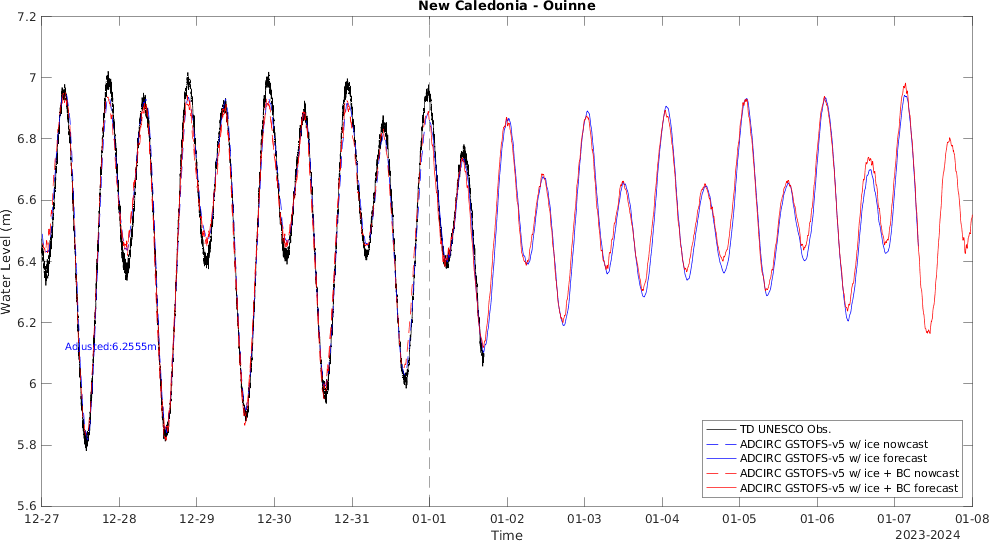 New Caledonia - Ouinne
7.2
7
6.8
6.6
6.4
6.2
6
5.8
5.6
Water Level (m)
Adjusted:6.2555m
TD UNESCO Obs.
ADCIRC GSTOFS-v5 w/ ice nowcast
ADCIRC GSTOFS-v5 w/ ice forecast
ADCIRC GSTOFS-v5 w/ ice + BC nowcast
ADCIRC GSTOFS-v5 w/ ice + BC forecast
12-27 12-28 12-29 12-30 12-31 01-01 01-02 01-03 01-04 01-05 01-06 01-07 01-08
Time
2023-2024